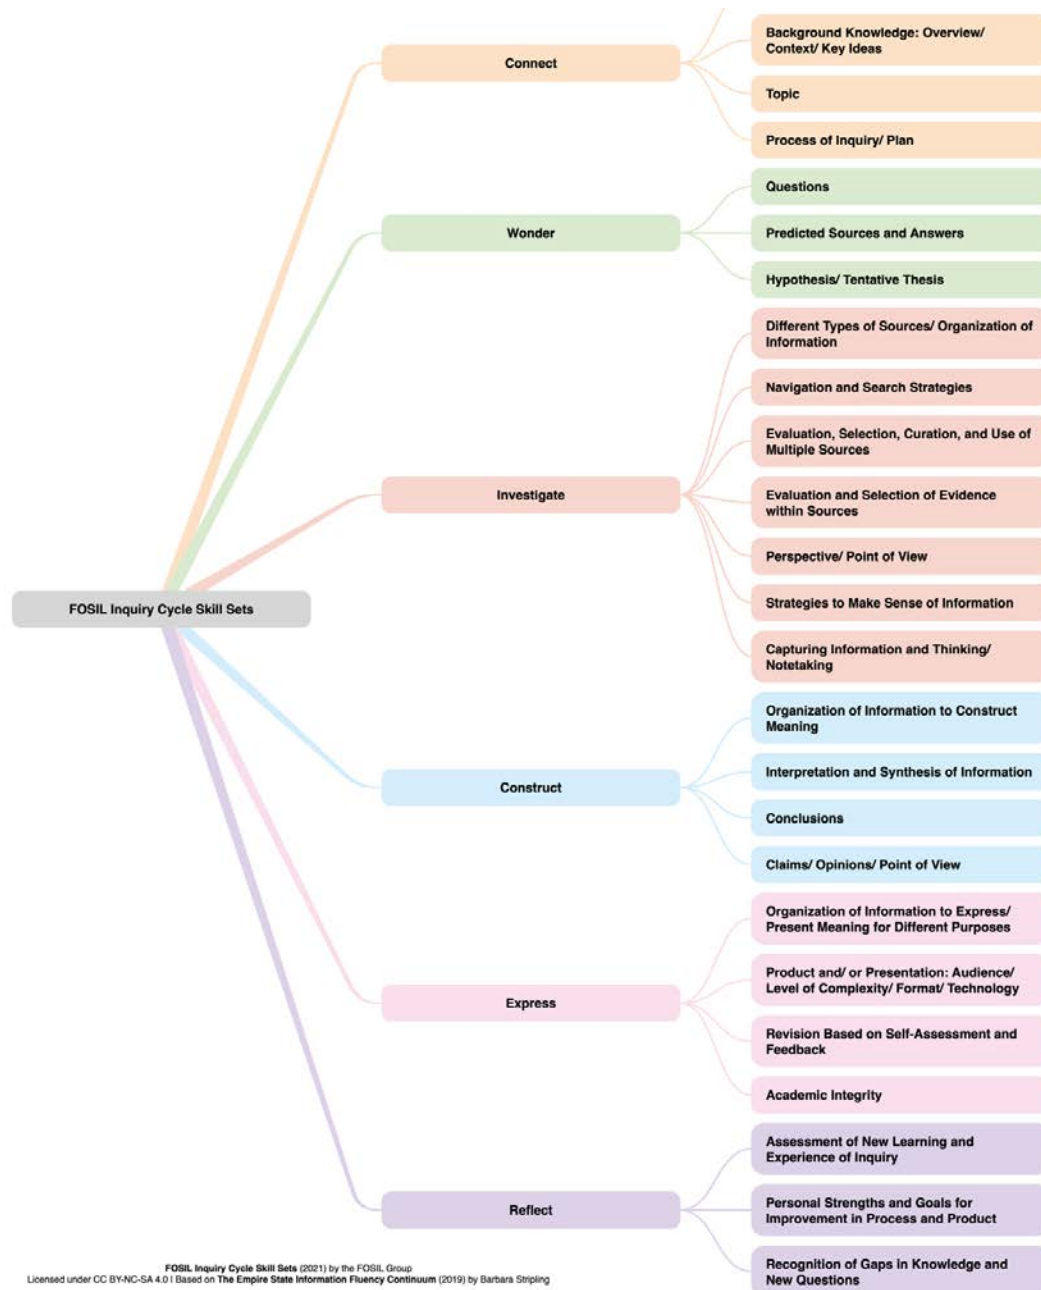 Connect
Background Knowledge: Overview/
Context/ Key Ideas
Topic
Process of Inquiry/ Plan
Wonder
Questions
Predicted Sources and Answers
Hypothesis/ Tentative Thesis
Investigate
Different Types of Sources/ Organization of
Information
Navigation and Search Strategies
Evaluation, Selection, Curation, and Use of
Multiple Sources
Evaluation and Selection of Evidence
within Sources
Perspective/ Point of View
Strategies to Make Sense of Information
Capturing Information and Thinking/
Notetaking
FOSIL Inquiry Cycle Skill Sets
Construct
Organization of Information to Construct
Meaning
Interpretation and Synthesis of Information
Conclusions
Claims/ Opinions/ Point of View
Express
Organization of Information to Express/
Present Meaning for Different Purposes
Product and/ or Presentation: Audience/
Level of Complexity/ Format/ Technology
Revision Based on Self-Assessment and
Feedback
Academic Integrity
Reflect
Assessment of New Learning and
Experience of Inquiry
Personal Strengths and Goals for
Improvement in Process and Product
Recognition of Gaps in Knowledge and
New Questions
FOSIL Inquiry Cycle Skill Sets (2021) by the FOSIL Group
Licensed under CC BY-NC-SA 4.0 | Based on The Empire State Information Fluency Continuum (2019) by Barbara Stripling